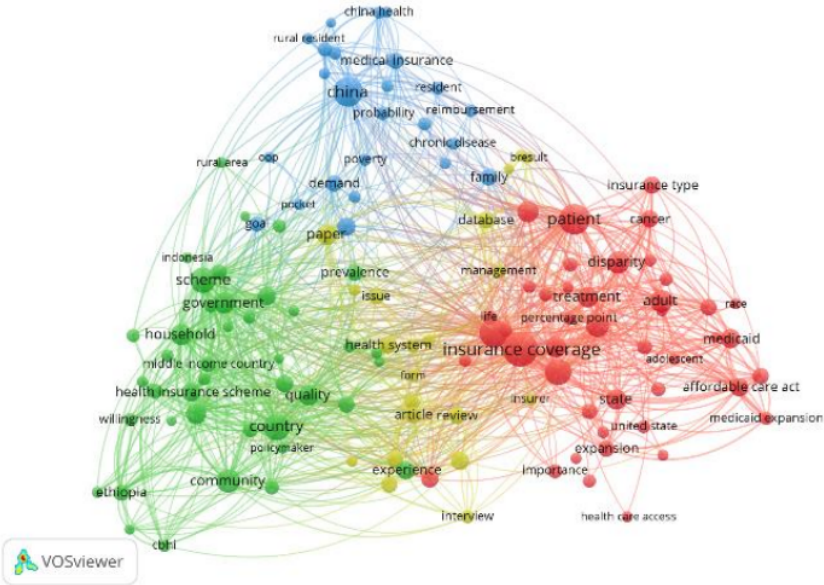 china health
rural resident
medical insurance
china
resident
probability
reimbursement
chronic disease
bresult
rural area
oop
poverty
family
demand
insurance type
pocket
goa
paper
database
patient
cancer
indonesia
scheme
prevalence
management
disparity
government
issue
treatment
adult
race
life
percentage point
household
health system
insurance coverage
medicaid
middle income country
adolescent
form
health insurance scheme
quality
insurer
state
affordable care act
willingness
article review
country
united state
medicaid expansion
policymaker
expansion
community
experience
importance
ethiopia
interview
health care access
cbhi
VOSviewer